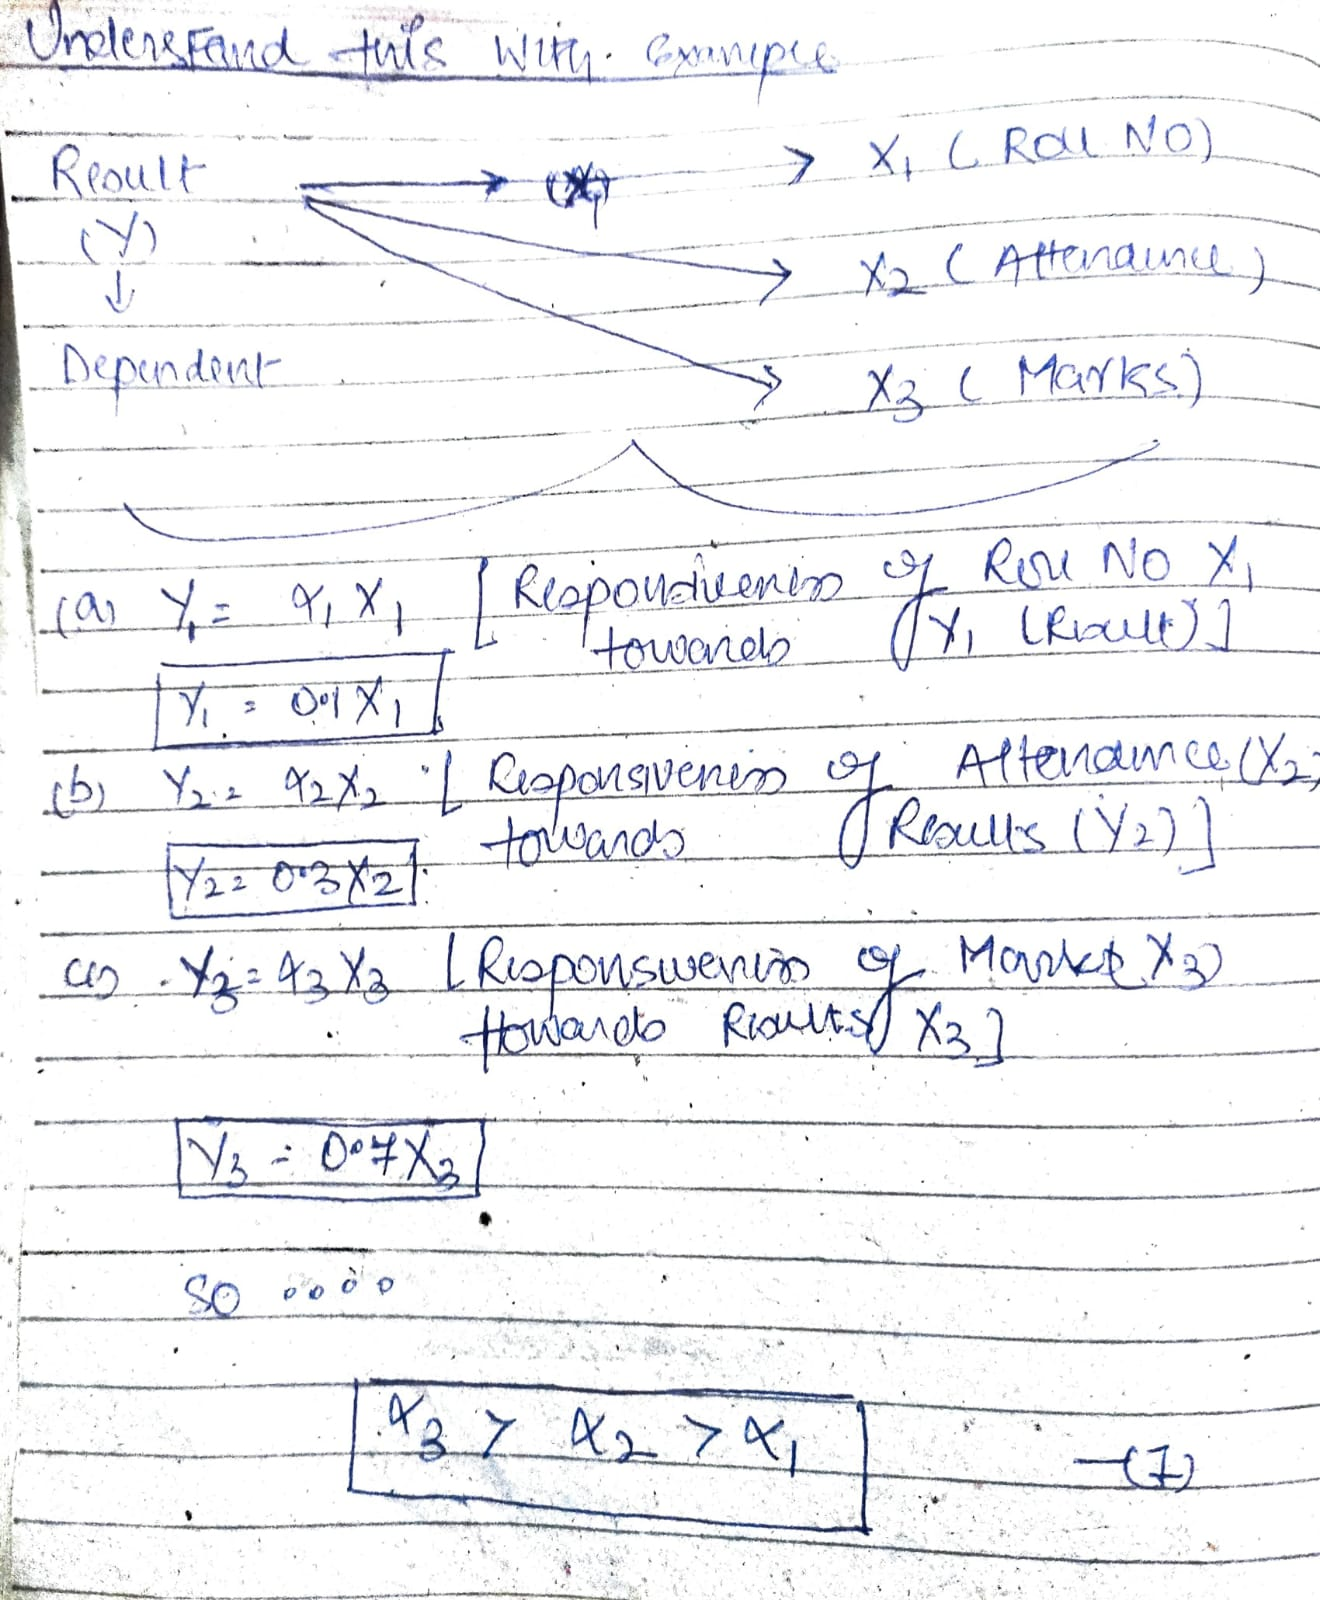 Understand this with Example
Result → → X₁ ( Roll NO)
(Y)
↓
X₂ ( Attendance )
Dependent
X₃ ( Marks )
(a) Y₁ = α₁ X₁ [ Responsiveness of Roll NO X₁
towards Y₁ (Result) ]
Y₁ = 0.1 X₁
(b) Y₂ = α₂ X₂ [ Responsiveness of Attendance (X₂)
towards Results (Y₂) ]
Y₂ = 0.3 X₂
(c) Y₃ = α₃ X₃ [ Responsiveness of Marks X₃)
towards Results X₃ ]
Y₃ = 0.7 X₃
SO ....
α₃ > α₂ > α₁ —(7)